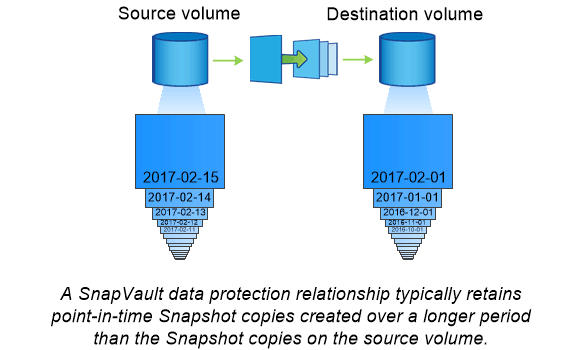 Source volume
Destination volume
2017-02-15
2017-02-14
2017-02-13
2017-02-12
2017-02-11
2017-02-01
2017-01-01
2016-12-01
2016-11-01
2016-10-01
A SnapVault data protection relationship typically retains
point-in-time Snapshot copies created over a longer period
than the Snapshot copies on the source volume.